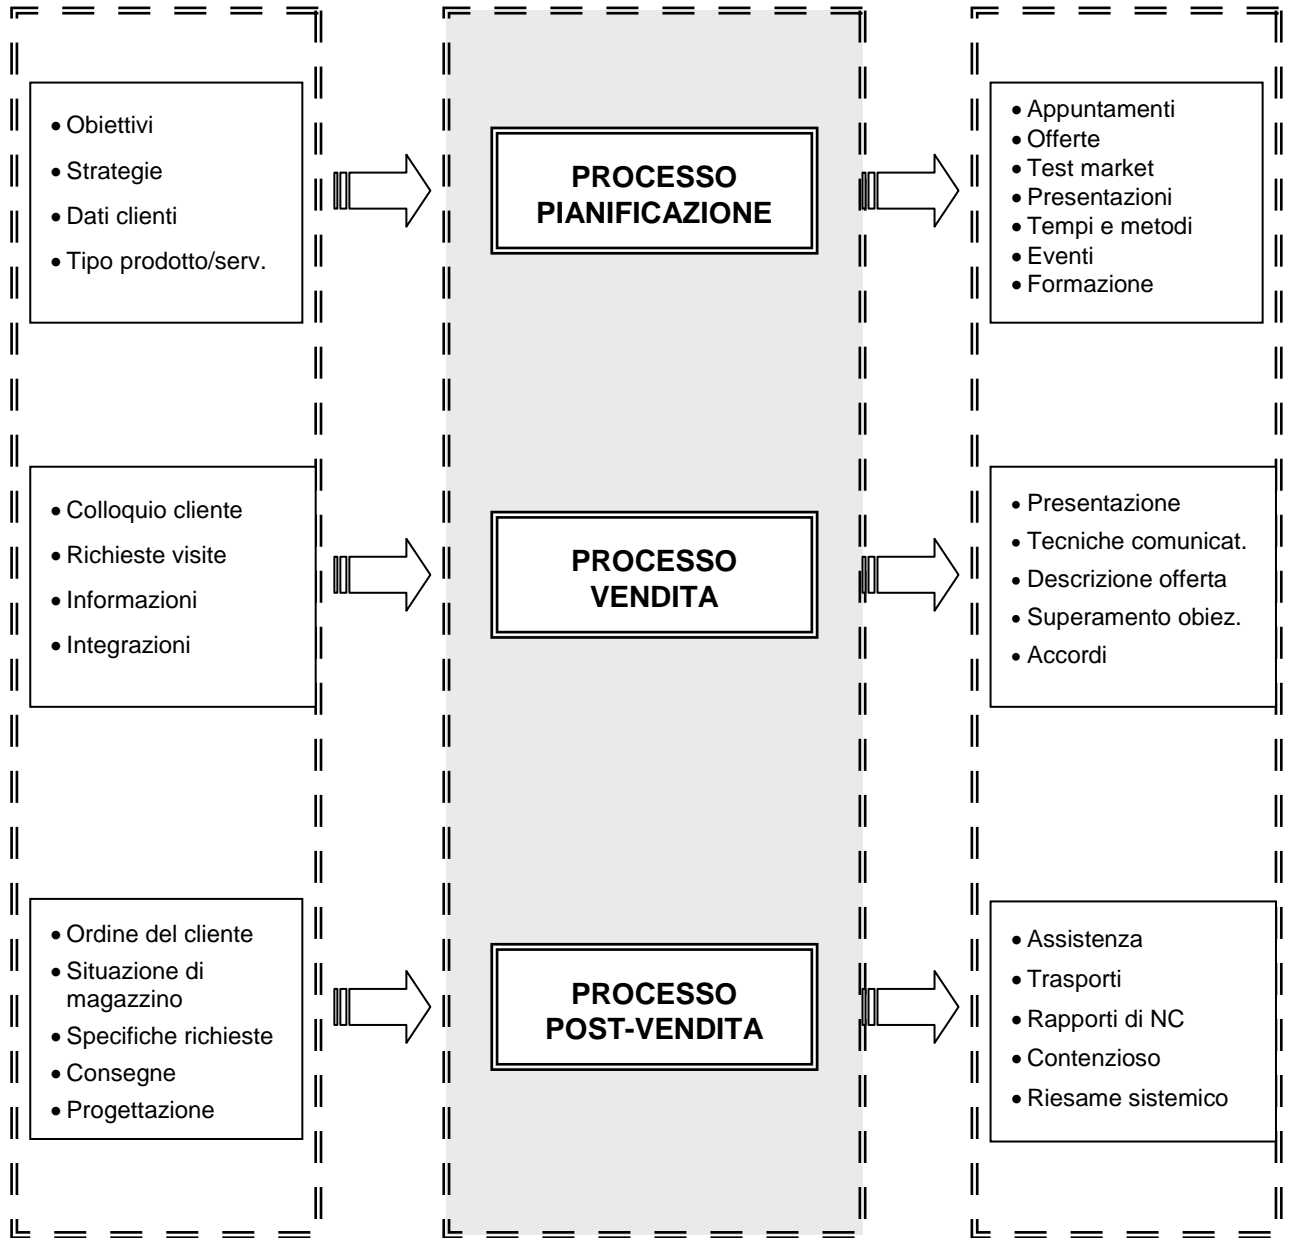 • Obiettivi
• Strategie
• Dati clienti
• Tipo prodotto/serv.
PROCESSO
PIANIFICAZIONE
• Appuntamenti
• Offerte
• Test market
• Presentazioni
• Tempi e metodi
• Eventi
• Formazione
• Colloquio cliente
• Richieste visite
• Informazioni
• Integrazioni
PROCESSO
VENDITA
• Presentazione
• Tecniche comunicat.
• Descrizione offerta
• Superamento obiez.
• Accordi
• Ordine del cliente
• Situazione di
magazzino
• Specifiche richieste
• Consegne
• Progettazione
PROCESSO
POST-VENDITA
• Assistenza
• Trasporti
• Rapporti di NC
• Contenzioso
• Riesame sistemico